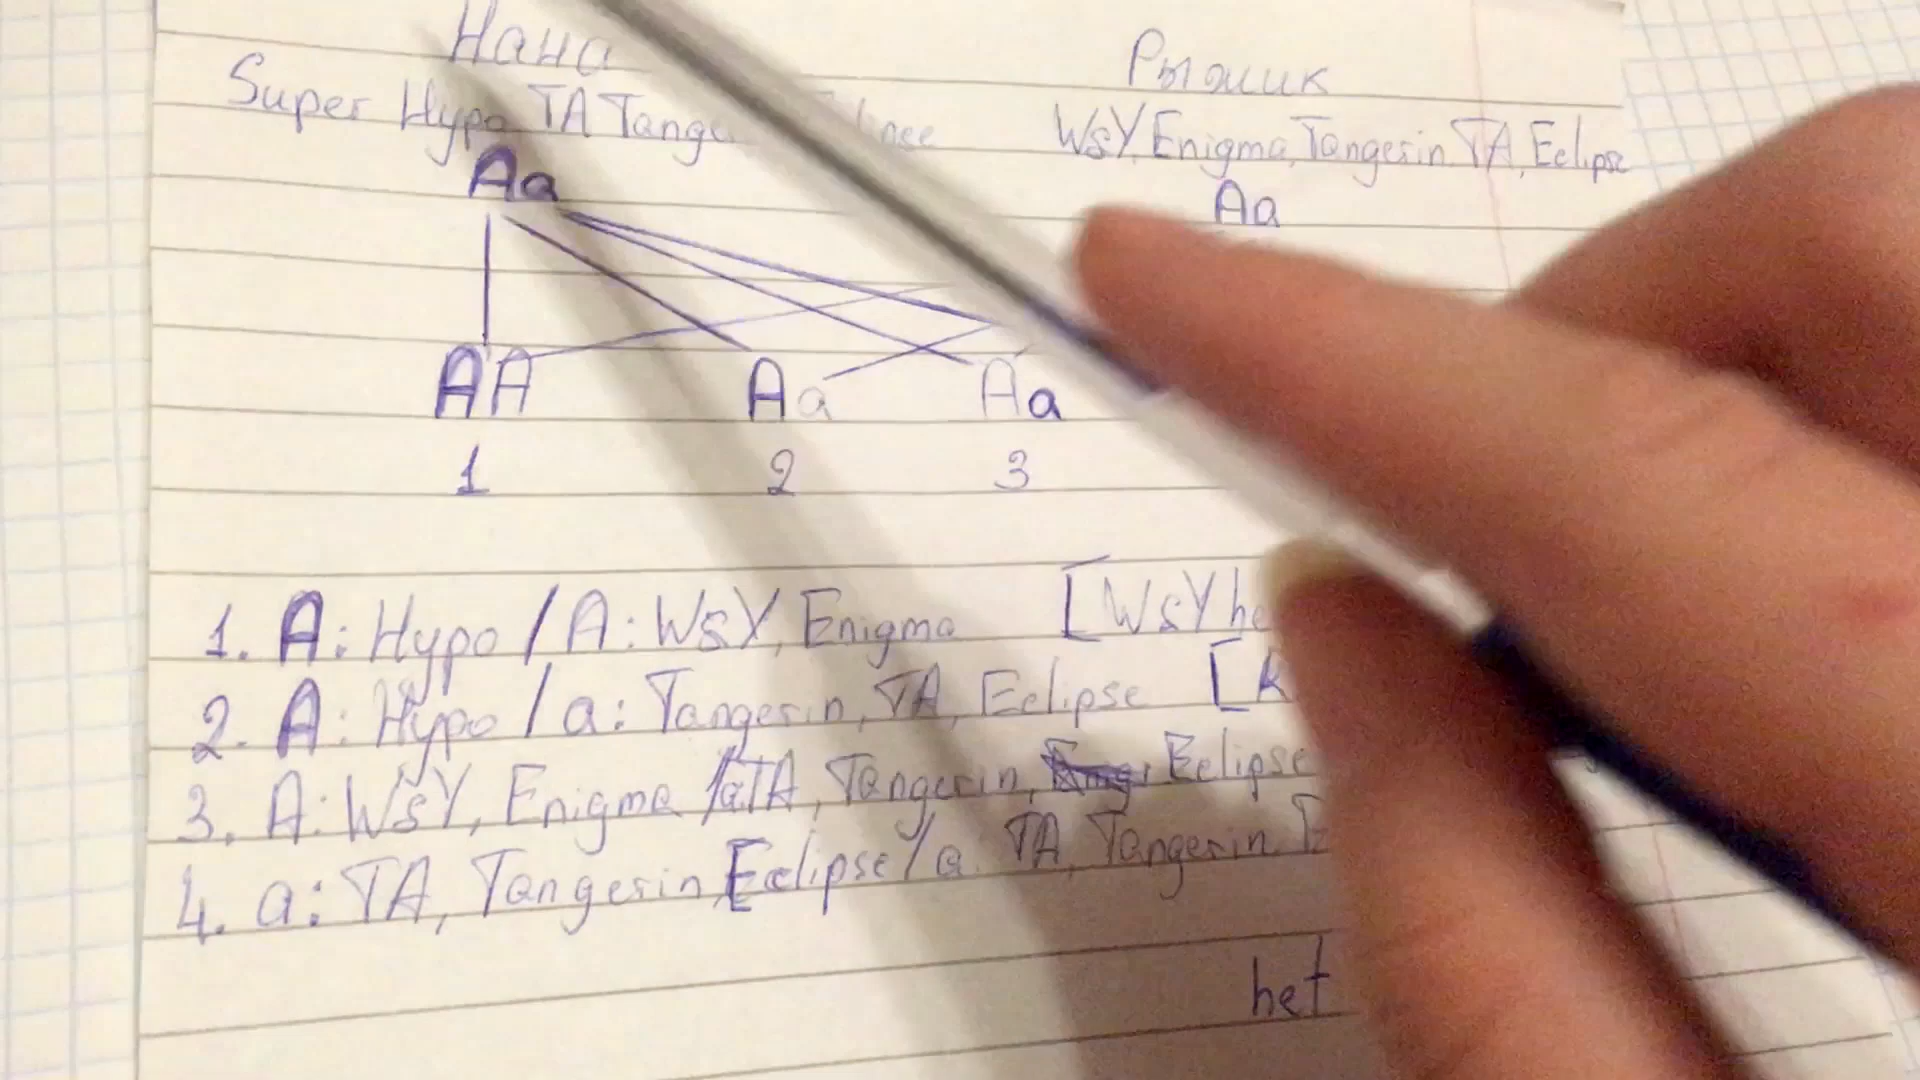 Нана Рыжик
Super Hypo TA WsY, Enigma, Tangerin, TA, Eclipse
Aa Aa
AA Aa Aa
1 2 3
1. A: Hypo / A: WsY, Enigma [WsY
2. A: Hypo / a: Tangerin, TA, Eclipse [
3. A: WsY, Enigma /a:TA, Tangerin, Eclipse
4. a: TA, Tangerin, Eclipse / a: TA, Tangerin,
het